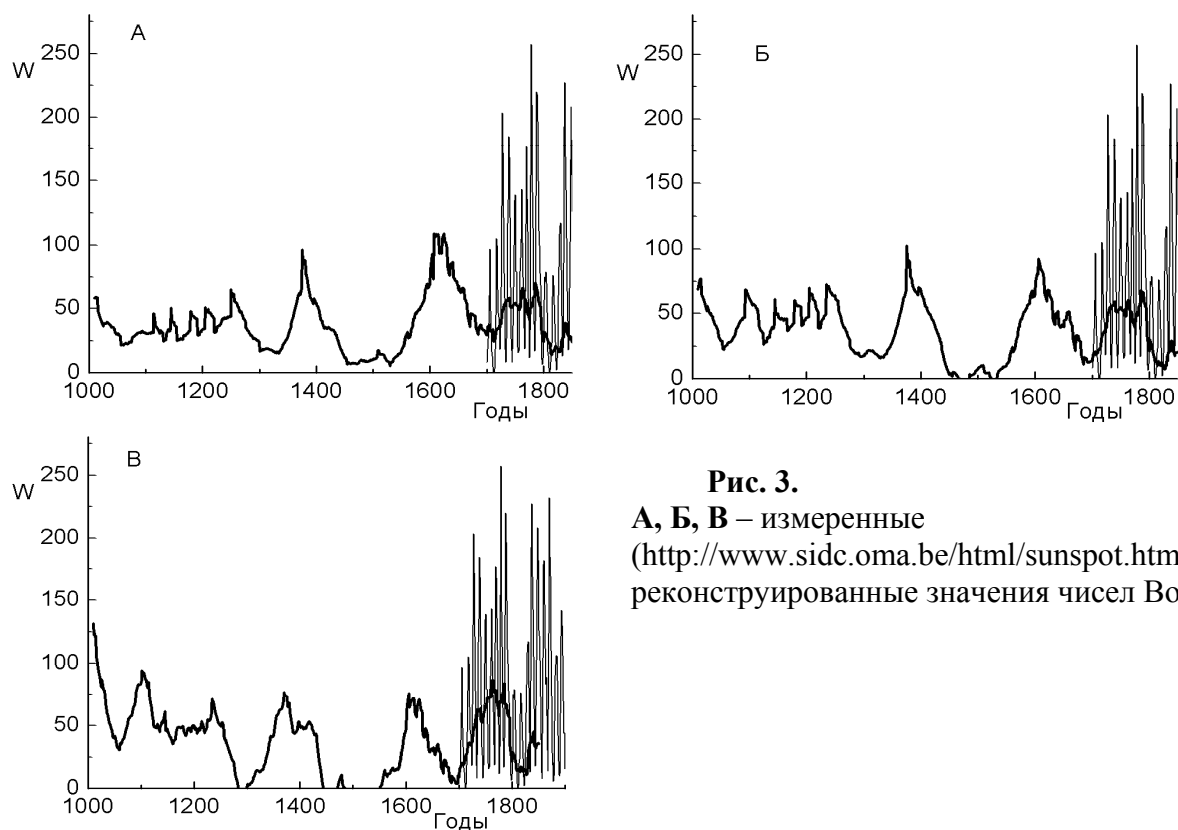 А
W
250
200
150
100
50
0
1000
1200
1400
1600
1800
Годы
Б
W
250
200
150
100
50
0
1000
1200
1400
1600
1800
Годы
В
W
250
200
150
100
50
0
1000
1200
1400
1600
1800
Годы
Рис. 3.
А, Б, В – измеренные
(http://www.sidc.oma.be/html/sunspot.htm
реконструированные значения чисел Во